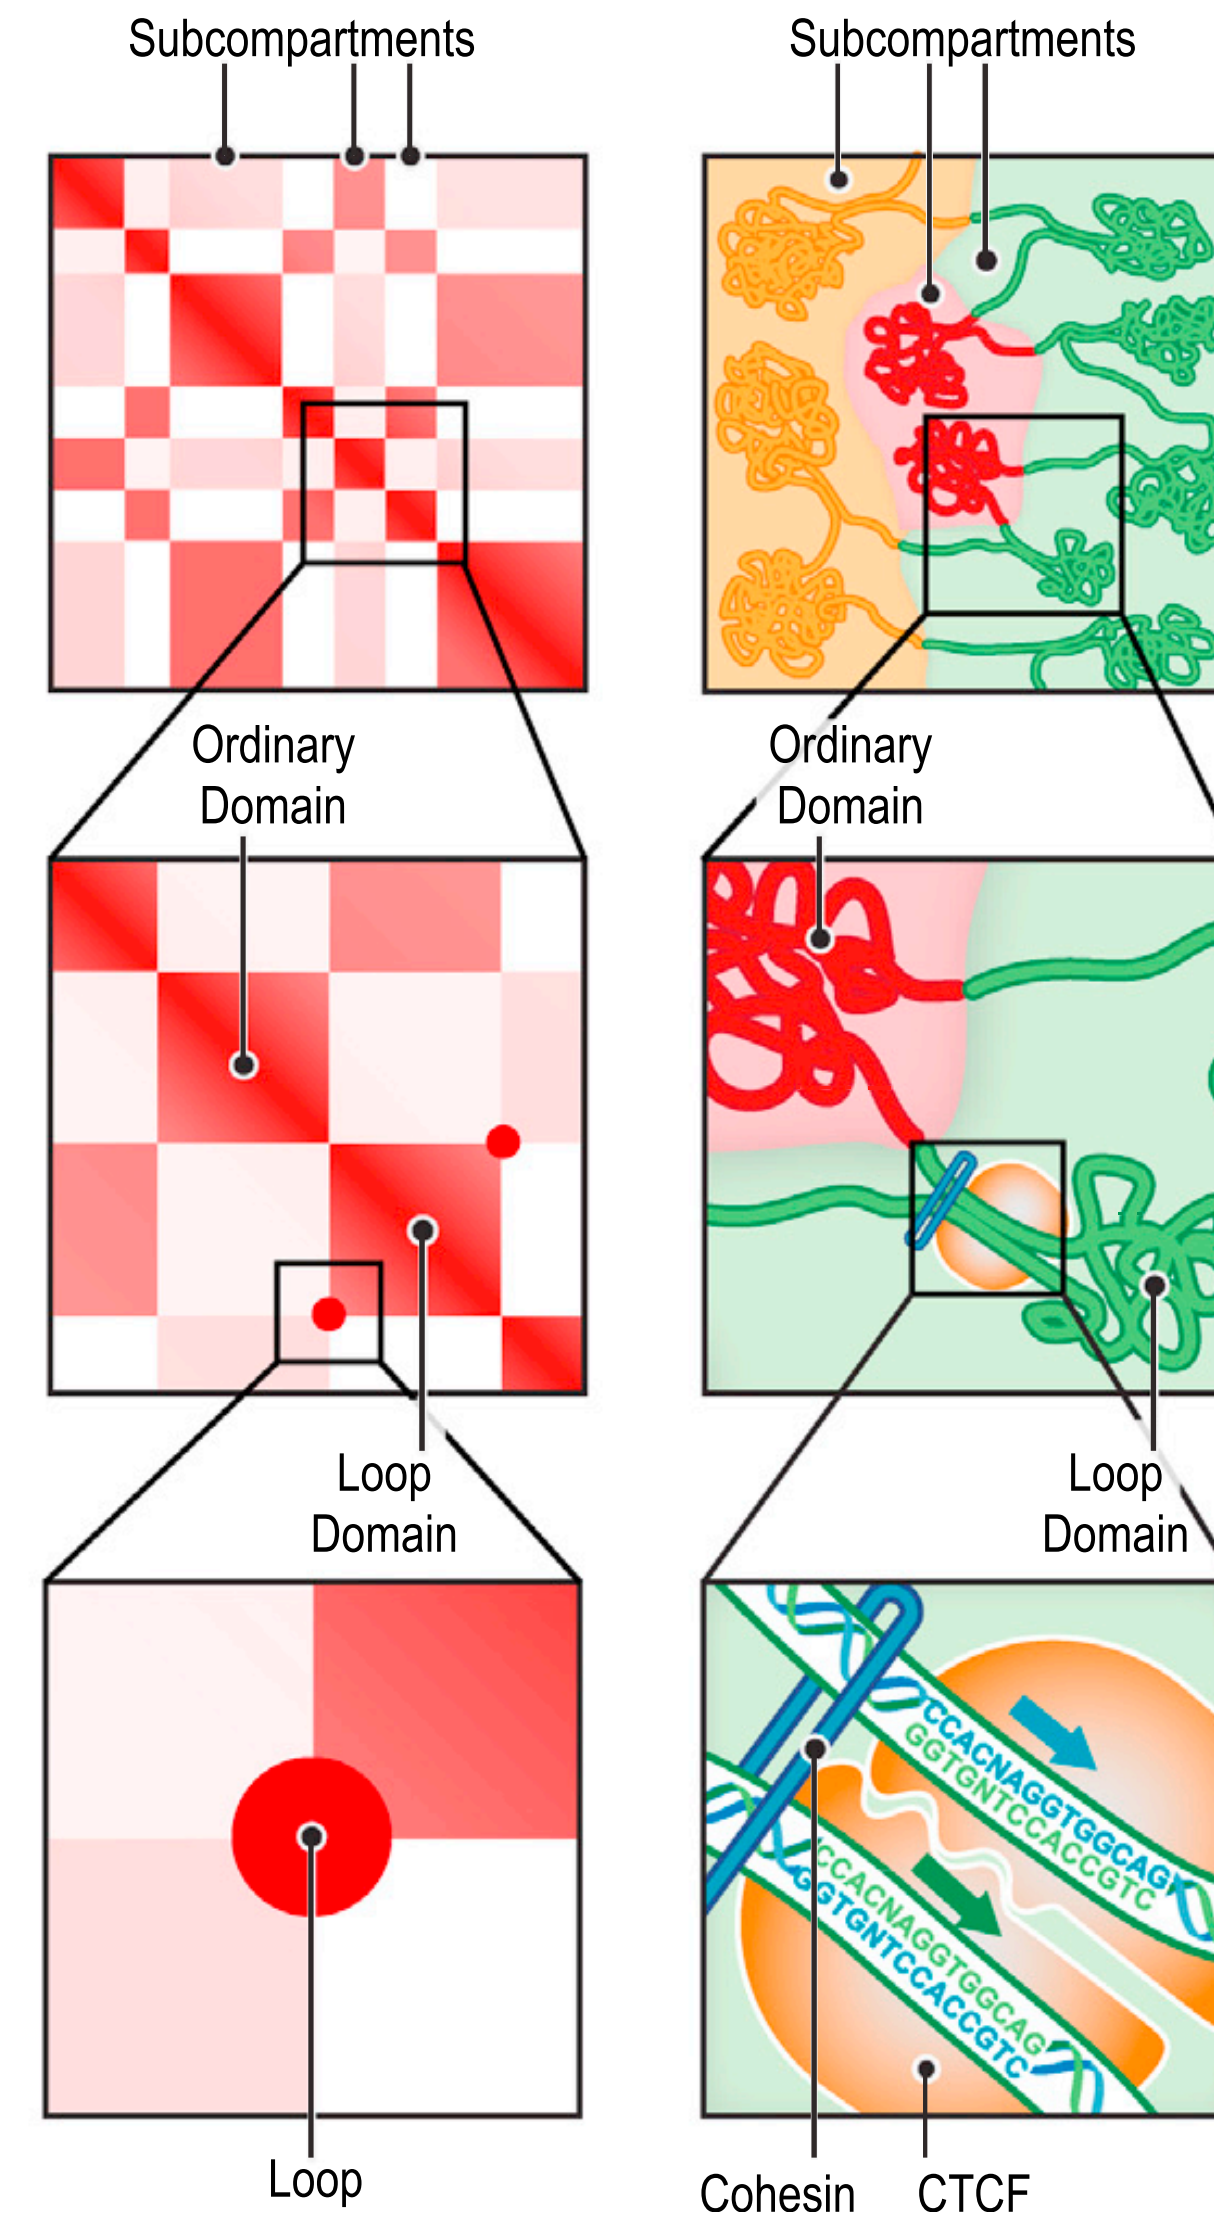 Subcompartments
Subcompartments
Ordinary
Domain
Ordinary
Domain
Loop
Domain
Loop
Domain
CCACNAGGTGGCAG
GGTGNTCCACCGTC
CCACNAGGTGGCAG
GGTGNTCCACCGTC
Loop
Cohesin
CTCF